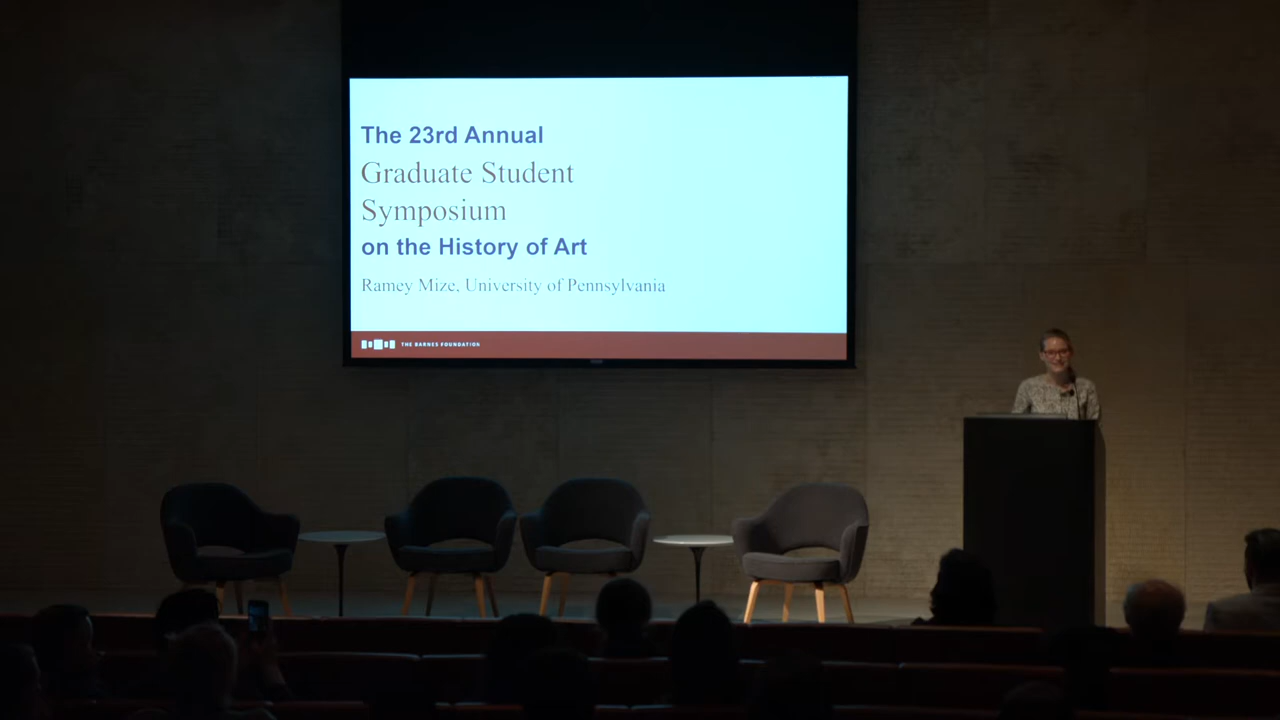 The 23rd Annual
Graduate Student
Symposium
on the History of Art
Ramey Mize, University of Pennsylvania
THE BARNES FOUNDATION